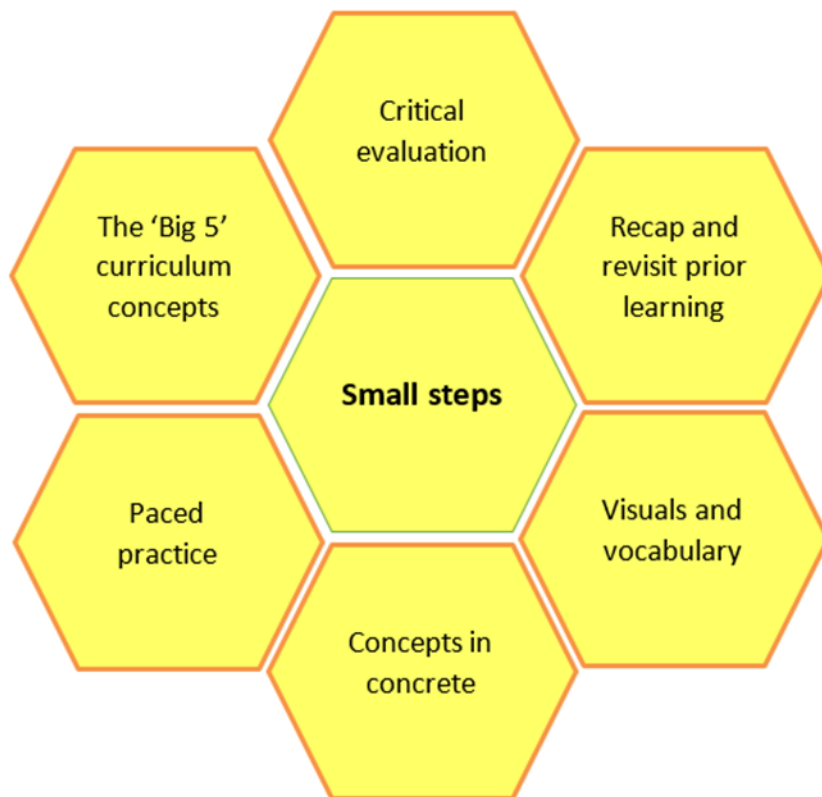 Critical
evaluation
The ‘Big 5’
curriculum
concepts
Recap and
revisit prior
learning
Small steps
Paced
practice
Visuals and
vocabulary
Concepts in
concrete